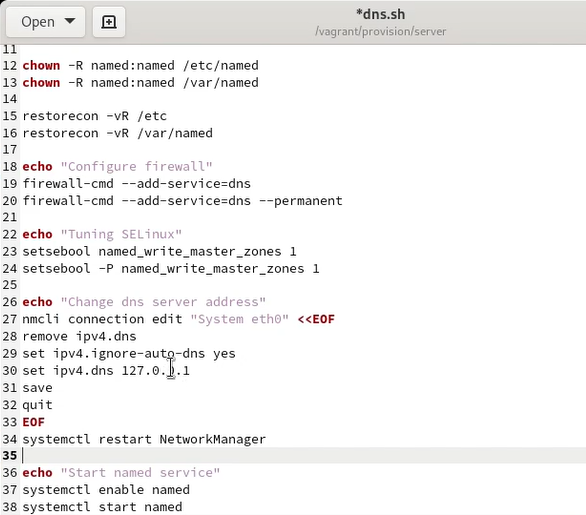 Open
*dns.sh
/vagrant/provision/server
11
12 chown -R named:named /etc/named
13 chown -R named:named /var/named
14
15 restorecon -vR /etc
16 restorecon -vR /var/named
17
18 echo "Configure firewall"
19 firewall-cmd --add-service=dns
20 firewall-cmd --add-service=dns --permanent
21
22 echo "Tuning SELinux"
23 setsebool named_write_master_zones 1
24 setsebool -P named_write_master_zones 1
25
26 echo "Change dns server address"
27 nmcli connection edit "System eth0" <<EOF
28 remove ipv4.dns
29 set ipv4.ignore-auto-dns yes
30 set ipv4.dns 127.0.0.1
31 save
32 quit
33 EOF
34 systemctl restart NetworkManager
35
36 echo "Start named service"
37 systemctl enable named
38 systemctl start named